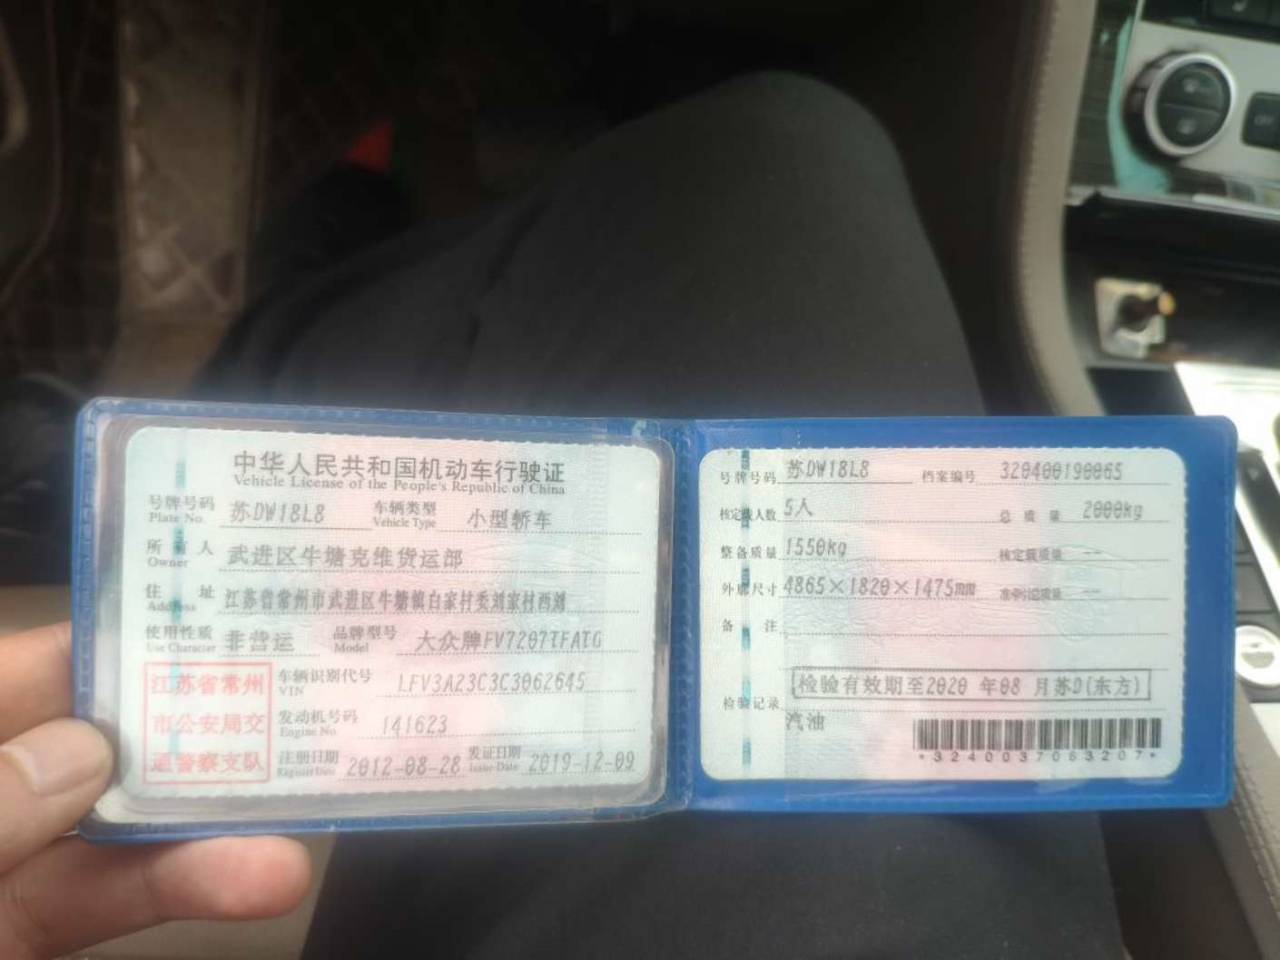 中华人民共和国机动车行驶证
Vehicle License of the People's Republic of China
号牌号码 苏DW18L8 车辆类型 小型轿车
Plate No. Vehicle Type
所有人 武进区牛塘克维货运部
Owner
住址 江苏省常州市武进区牛塘镇白家村委刘家村西刘
Address
使用性质 非营运 品牌型号 大众牌FV7207TFATG
Use Character Model
江苏省常州
市公安局交
通警察支队
车辆识别代号 LFV3A23C3C3062645
VIN
发动机号码 141623
Engine No.
注册日期 2012-08-28 发证日期 2019-12-09
Register Date Issue Date
号牌号码 苏DW18L8 档案编号 320400190065
核定载人数 5人 总质量 2000kg
整备质量 1550kg 核定载质量 --
外廓尺寸 4865×1820×1475mm 准牵引总质量 --
备注
检验有效期至2020 年08 月苏D(东方)
检验记录
汽油
*3240037063207*